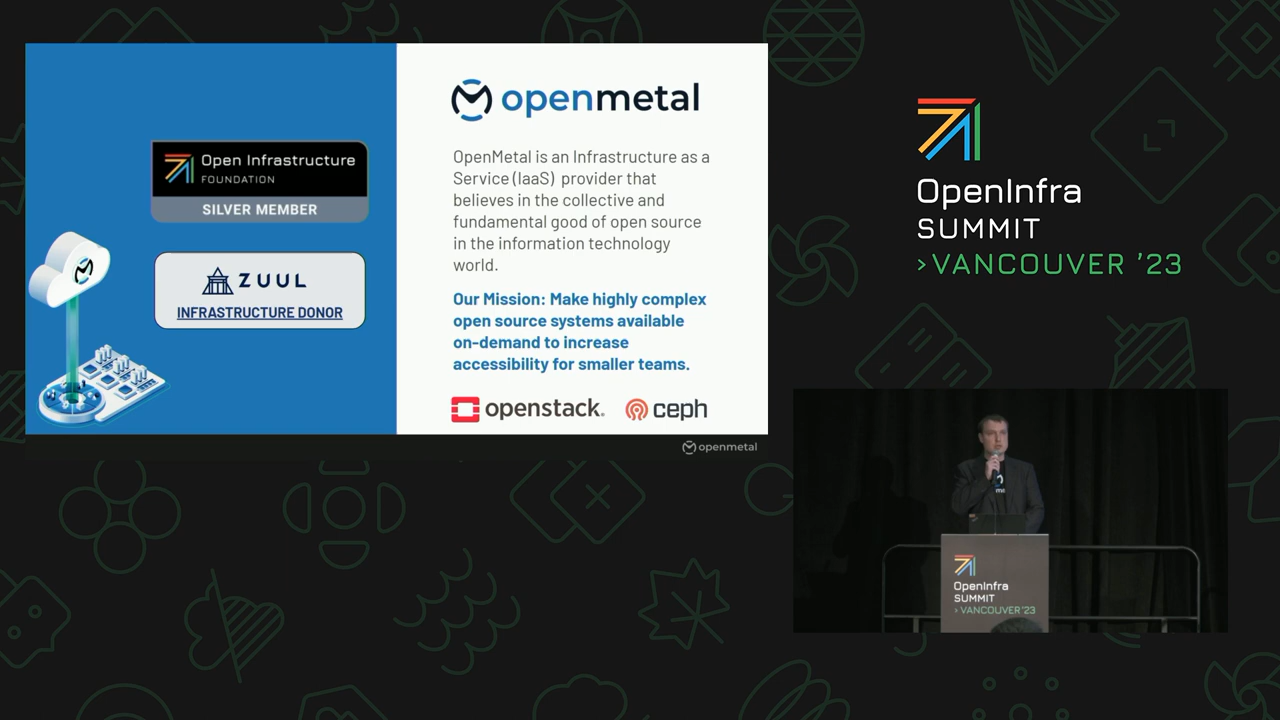 Open Infrastructure
FOUNDATION
SILVER MEMBER
ZUUL
INFRASTRUCTURE DONOR
openmetal
OpenMetal is an Infrastructure as a
Service (IaaS) provider that
believes in the collective and
fundamental good of open source
in the information technology
world.
Our Mission: Make highly complex
open source systems available
on-demand to increase
accessibility for smaller teams.
openstack.
ceph
openmetal
OpenInfra
SUMMIT
>VANCOUVER '23
OpenInfra
SUMMIT
> VANCOUVER '23